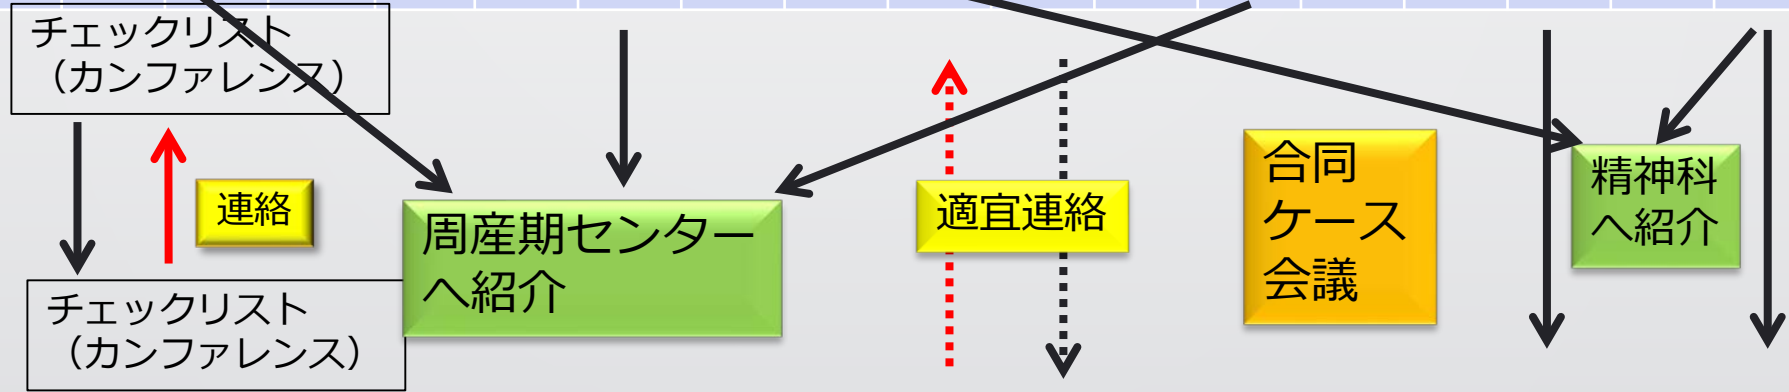 チェックリスト
（カンファレンス）
連絡
チェックリスト
（カンファレンス）
周産期センター
へ紹介
適宜連絡
合同
ケース
会議
精神科
へ紹介